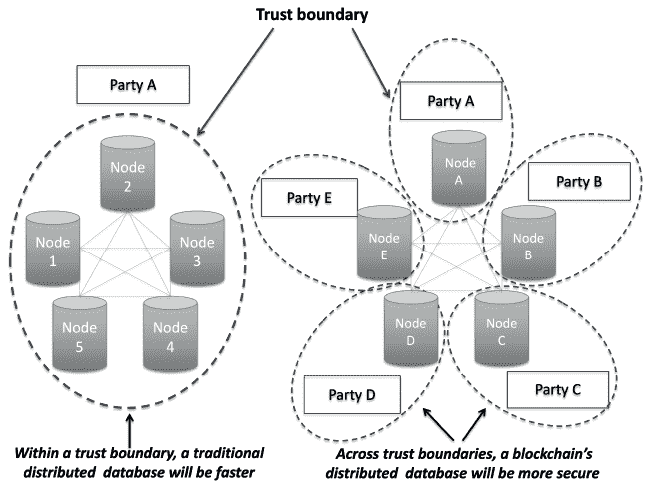 Trust boundary
Party A
Node
2
Node
1
Node
3
Node
5
Node
4
Within a trust boundary, a traditional
distributed database will be faster
Party A
Node
A
Party B
Party E
Node
E
Node
B
Node
D
Node
C
Party D
Party C
Across trust boundaries, a blockchain's
distributed database will be more secure